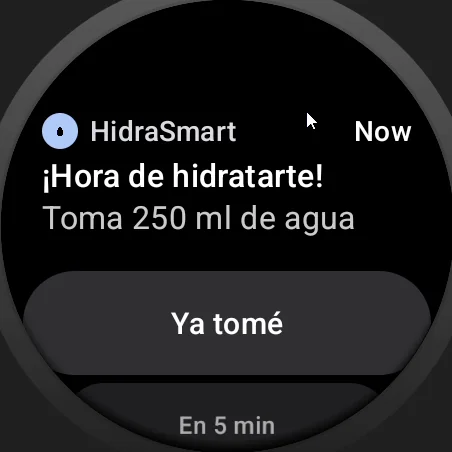 HidraSmart Now
¡Hora de hidratarte!
Toma 250 ml de agua
Ya tomé
En 5 min